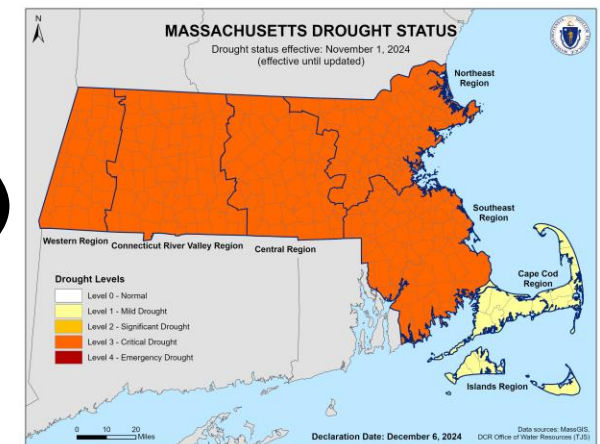 N
MASSACHUSETTS DROUGHT STATUS
Drought status effective: November 1, 2024
(effective until updated)
Northeast
Region
Southeast
Region
Western Region
Connecticut River Valley Region
Central Region
Cape Cod
Region
Drought Levels
Level 0 - Normal
Level 1 - Mild Drought
Level 2 - Significant Drought
Level 3 - Critical Drought
Level 4 - Emergency Drought
Islands Region
0 10 20
Miles
Declaration Date: December 6, 2024
Data sources: MassGIS,
DCR Office of Water Resources (TJS)